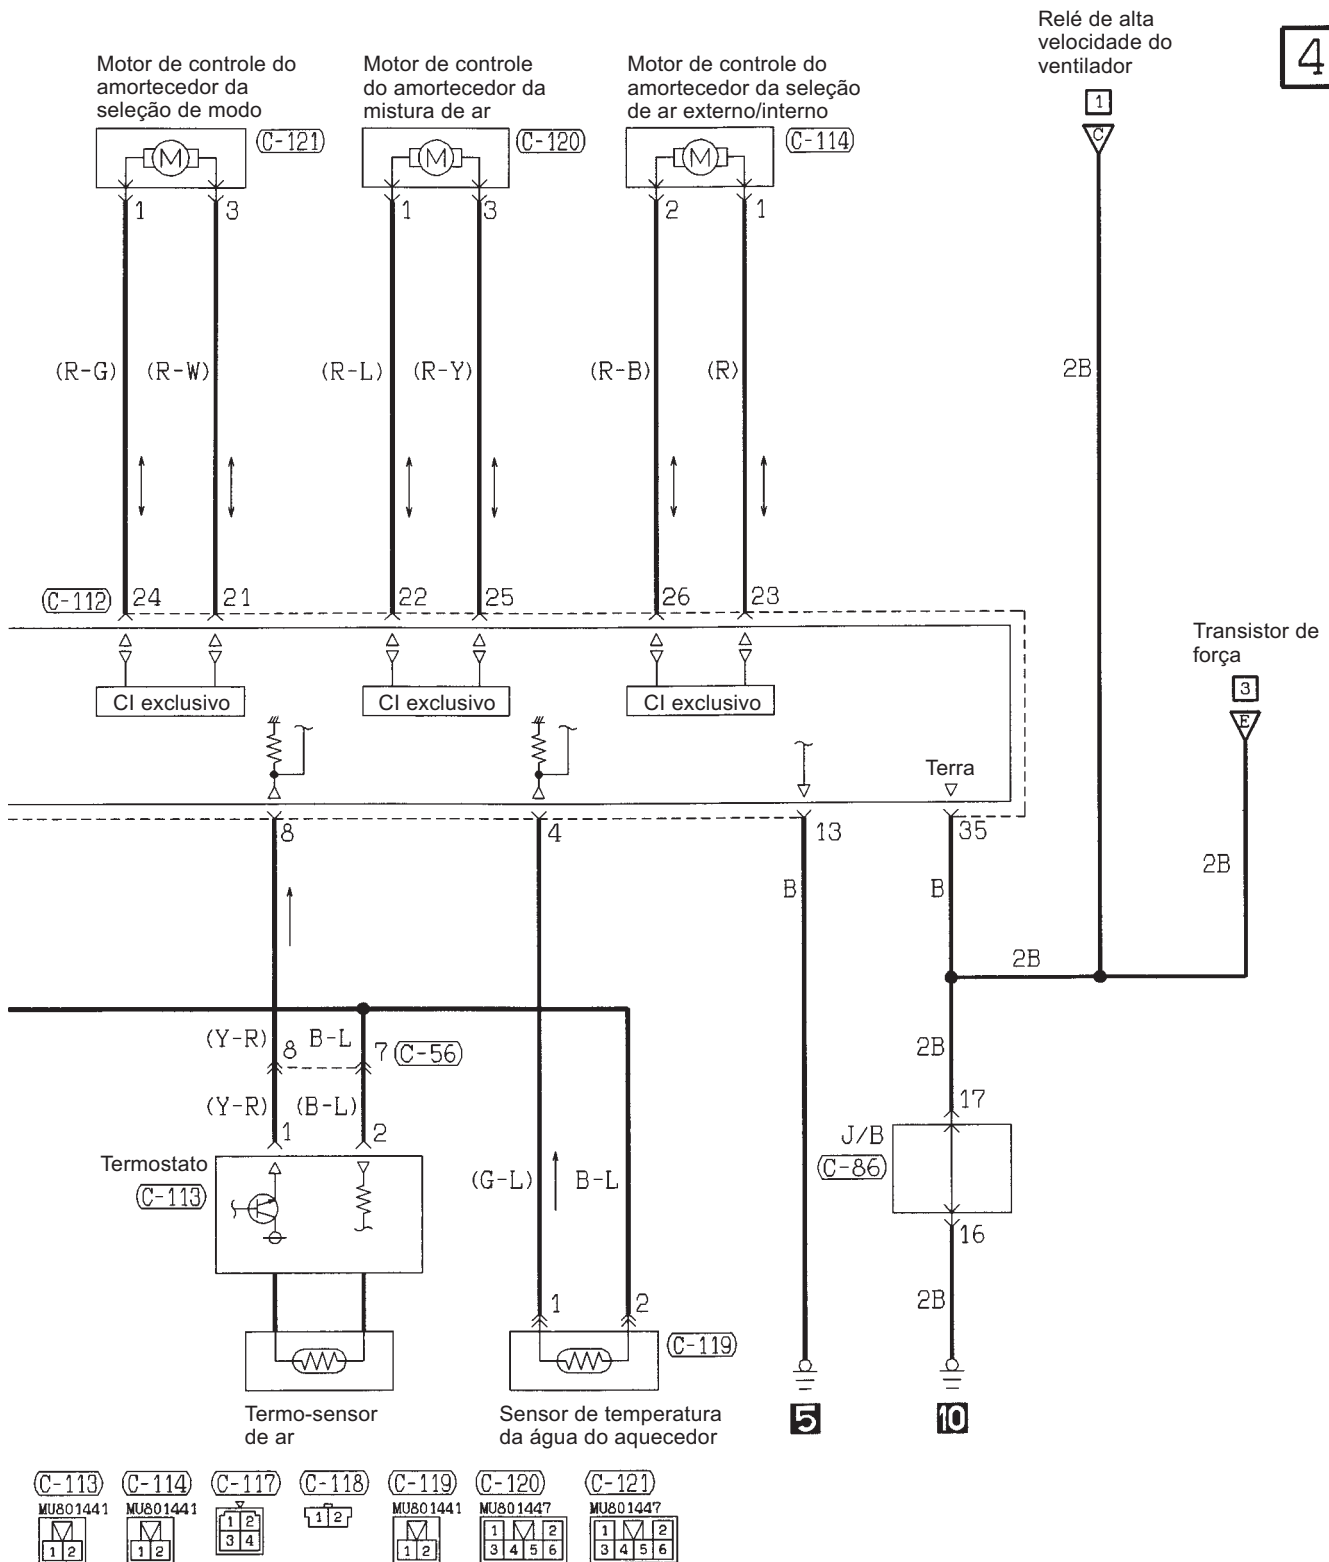 Relé de alta
velocidade do
ventilador
4
Motor de controle do
amortecedor da
seleção de modo
Motor de controle
do amortecedor da
mistura de ar
Motor de controle do
amortecedor da seleção
de ar externo/interno
1
C
(C-121)
(C-120)
(C-114)
M
M
M
1
3
1
3
2
1
(R-G)
(R-W)
(R-L)
(R-Y)
(R-B)
(R)
2B
(C-112)
24
21
22
25
26
23
Transistor de
força
3
E
CI exclusivo
CI exclusivo
CI exclusivo
Terra
8
4
13
35
B
B
2B
2B
(Y-R)
8
B-L
7
(C-56)
2B
(Y-R)
(B-L)
17
1
2
J/B
(C-86)
Termostato
(C-113)
(G-L)
B-L
16
1
2
2B
(C-119)
Termo-sensor
de ar
Sensor de temperatura
da água do aquecedor
5
10
(C-113)
(C-114)
(C-117)
(C-118)
(C-119)
(C-120)
(C-121)
MU801441
MU801441
MU801441
MU801447
MU801447
1 2
1 2
1 2
3 4
1 2
1 2
1 2
3 4 5 6
1 2
3 4 5 6